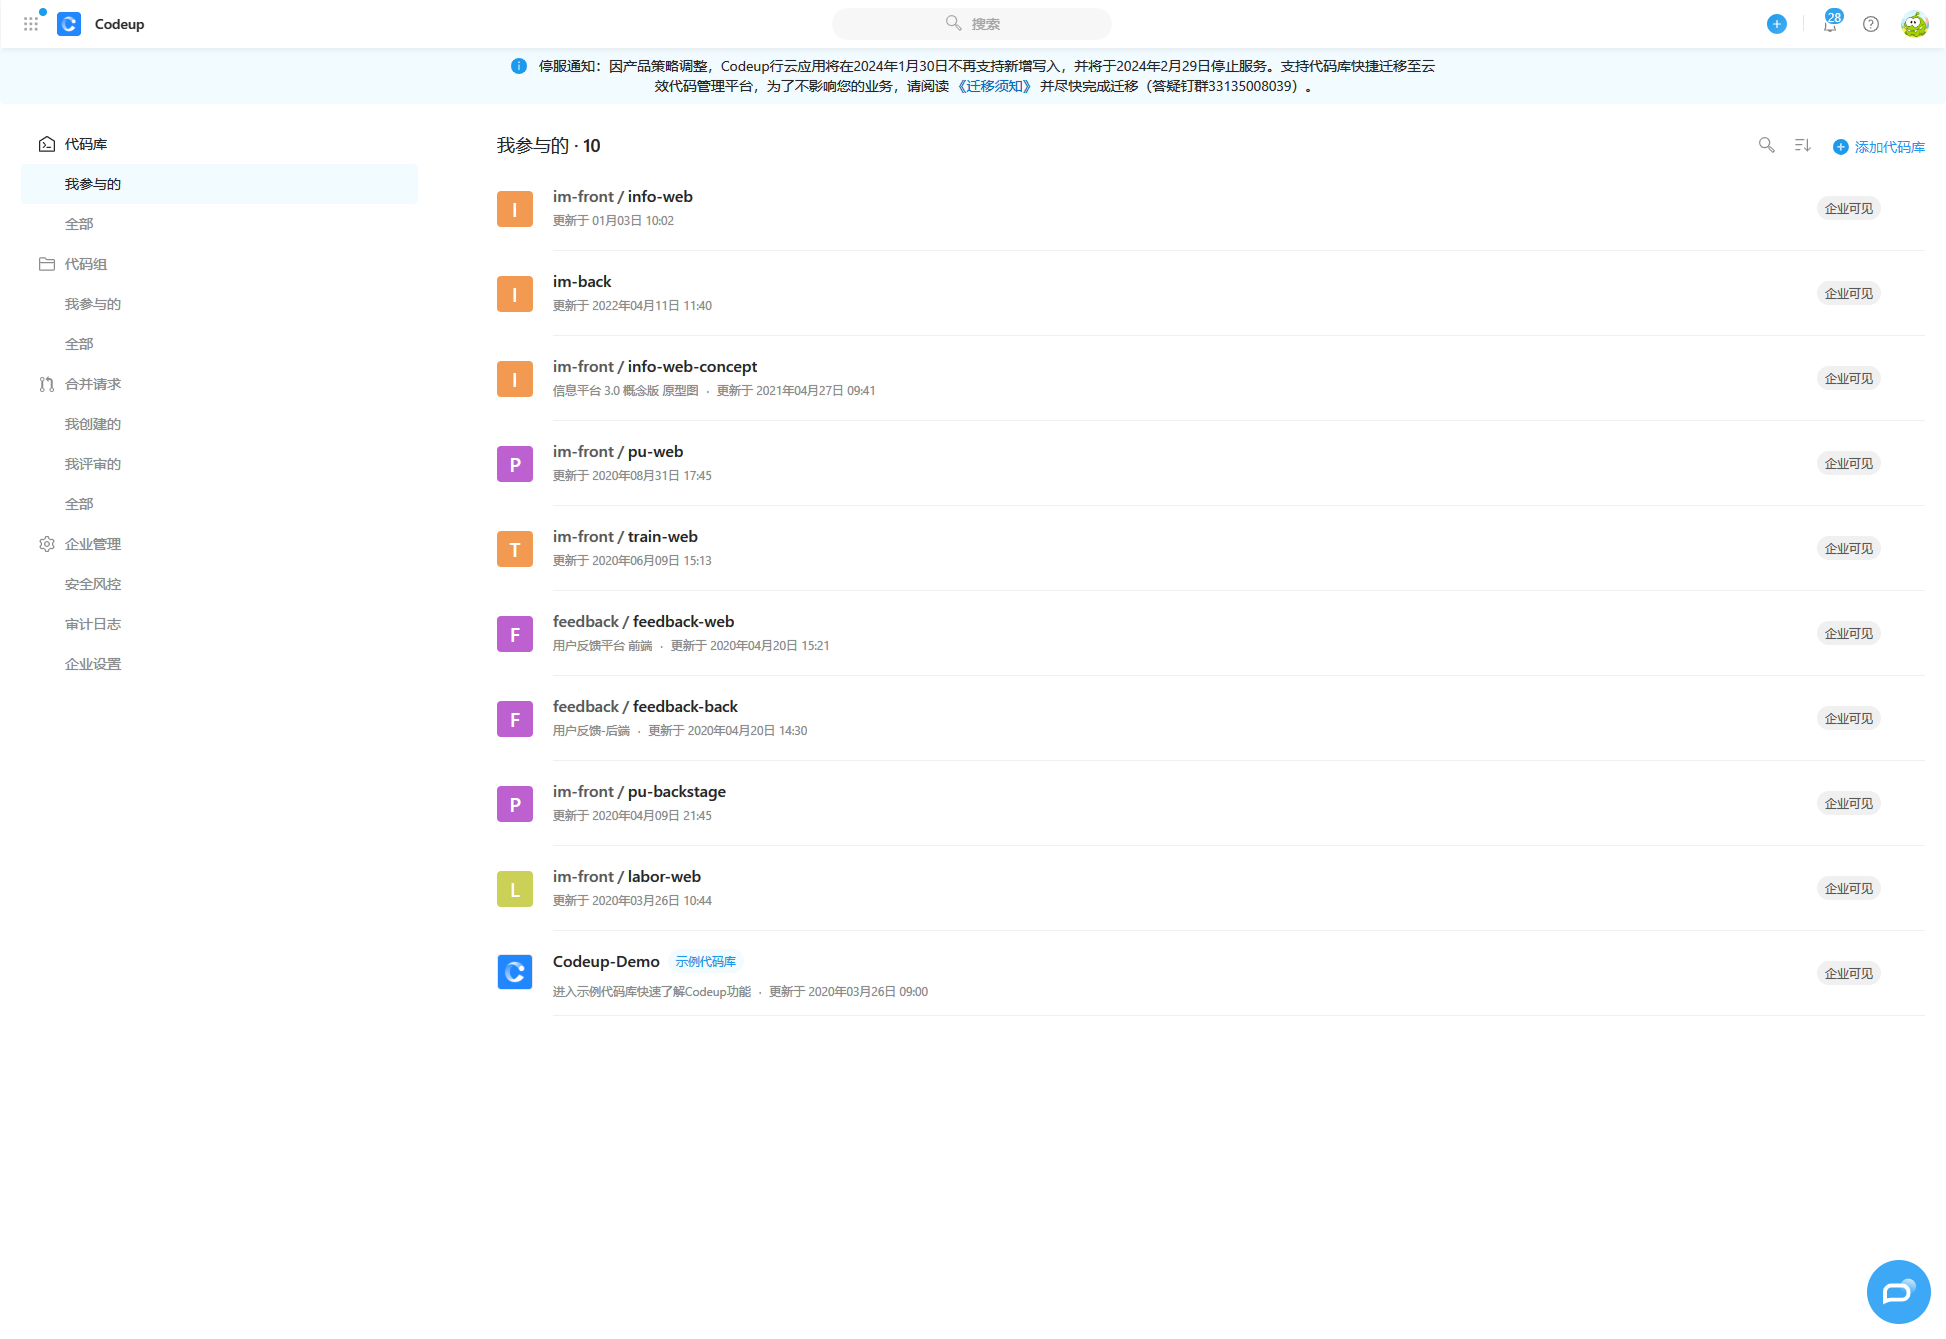 Codeup
搜索
28
停服通知：因产品策略调整，Codeup行云应用将在2024年1月30日不再支持新增写入，并将于2024年2月29日停止服务。支持代码库快捷迁移至云
效代码管理平台，为了不影响您的业务，请阅读 《迁移须知》 并尽快完成迁移（答疑钉群33135008039）。
代码库
我参与的
全部
代码组
我参与的
全部
合并请求
我创建的
我评审的
全部
企业管理
安全风控
审计日志
企业设置
我参与的 · 10
添加代码库
I
im-front / info-web
更新于 01月03日 10:02
企业可见
I
im-back
更新于 2022年04月11日 11:40
企业可见
I
im-front / info-web-concept
信息平台 3.0 概念版 原型图 · 更新于 2021年04月27日 09:41
企业可见
P
im-front / pu-web
更新于 2020年08月31日 17:45
企业可见
T
im-front / train-web
更新于 2020年06月09日 15:13
企业可见
F
feedback / feedback-web
用户反馈平台 前端 · 更新于 2020年04月20日 15:21
企业可见
F
feedback / feedback-back
用户反馈-后端 · 更新于 2020年04月20日 14:30
企业可见
P
im-front / pu-backstage
更新于 2020年04月09日 21:45
企业可见
L
im-front / labor-web
更新于 2020年03月26日 10:44
企业可见
Codeup-Demo 示例代码库
进入示例代码库快速了解Codeup功能 · 更新于 2020年03月26日 09:00
企业可见